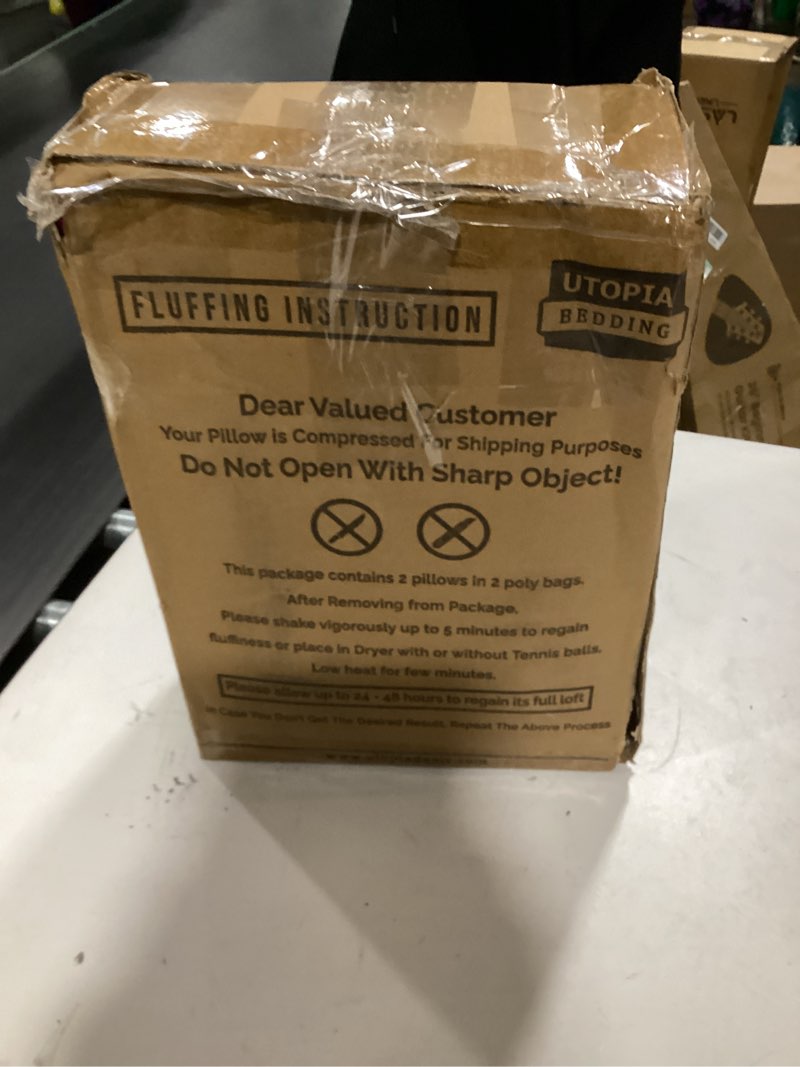 FLUFFING INSTRUCTION
UTOPIA
BEDDING
Dear Valued Customer
Your Pillow is Compressed for Shipping Purposes
Do Not Open With Sharp Object!
This package contains 2 pillows in 2 poly bags.
After Removing from Package,
Please shake vigorously up to 5 minutes to regain
fluffiness or place in Dryer with or without Tennis balls.
Low heat for few minutes.
Please allow up to 24 - 48 hours to regain its full loft
In Case You Don't Get The Desired Result, Repeat The Above Process